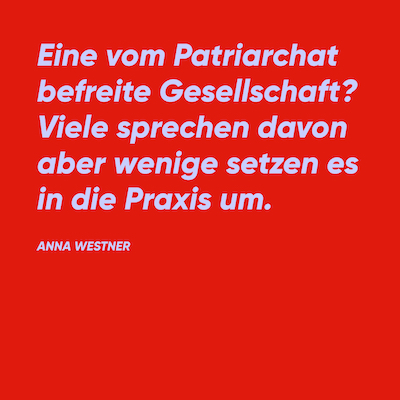 Eine vom Patriarchat
befreite Gesellschaft?
Viele sprechen davon
aber wenige setzen es
in die Praxis um.
ANNA WESTNER